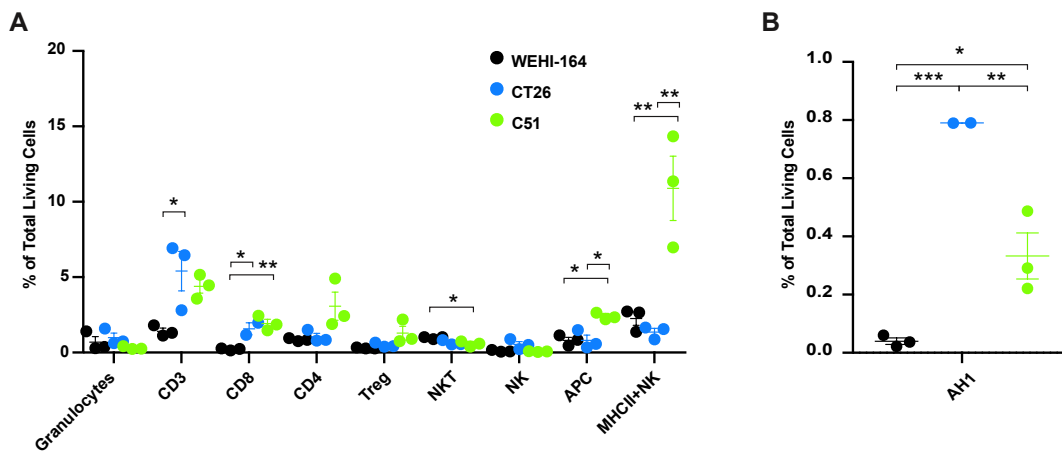 A
% of Total Living Cells
20
15
10
5
0
WEHI-164
CT26
C51
*
*
**
*
*
*
**
**
Granulocytes
CD3
CD8
CD4
Treg
NKT
NK
APC
MHCII+NK
B
% of Total Living Cells
1.0
0.8
0.6
0.4
0.2
0.0
*
***
**
AH1